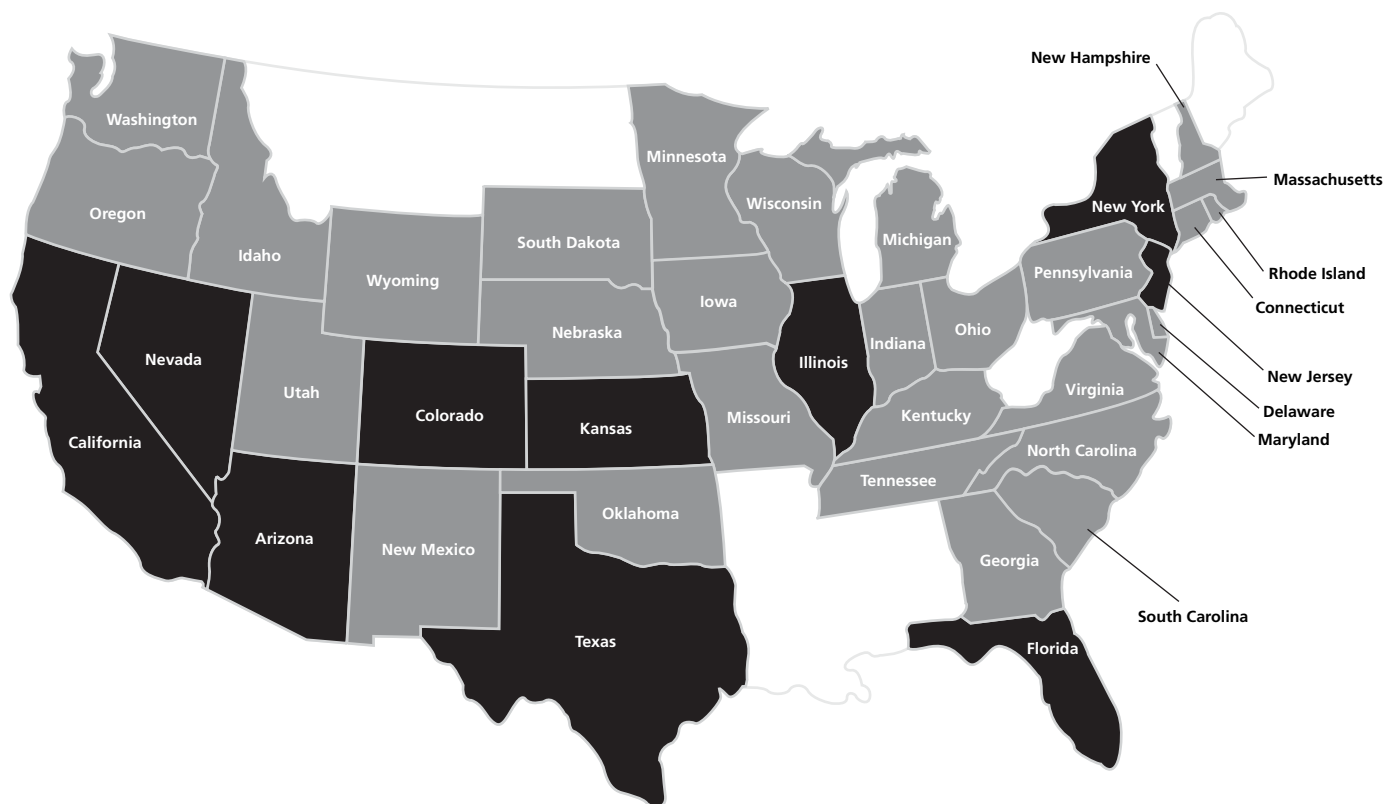 New Hampshire
Washington
Minnesota
Massachusetts
Wisconsin
New York
Oregon
South Dakota
Michigan
Idaho
Wyoming
Pennsylvania
Rhode Island
Iowa
Connecticut
Nebraska
Ohio
Indiana
Nevada
Illinois
New Jersey
Utah
Virginia
Colorado
Missouri
Kentucky
Delaware
Kansas
California
Maryland
North Carolina
Tennessee
Oklahoma
Arizona
New Mexico
Georgia
South Carolina
Texas
Florida